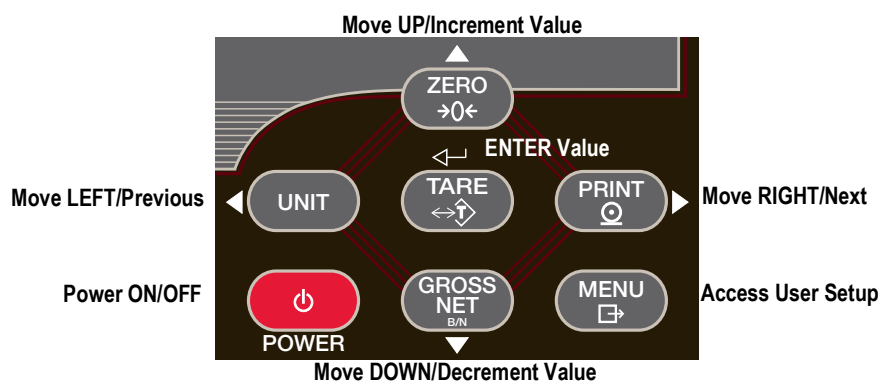 Move UP/Increment Value
ZERO
→0←
ENTER Value
Move LEFT/Previous
UNIT
TARE
T
PRINT
Move RIGHT/Next
Power ON/OFF
POWER
GROSS
NET
B/N
MENU
Access User Setup
Move DOWN/Decrement Value